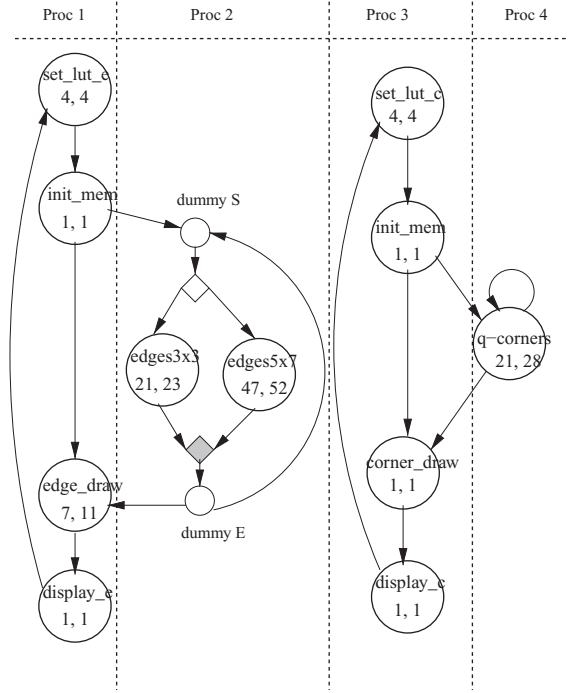 Proc 1
Proc 2
Proc 3
Proc 4
set_lut_e
4, 4
init_mem
1, 1
dummy S
edges3x3
21, 23
edges5x7
47, 52
edge_draw
7, 11
dummy E
display_e
1, 1
set_lut_c
4, 4
init_mem
1, 1
q−corners
21, 28
corner_draw
1, 1
display_c
1, 1